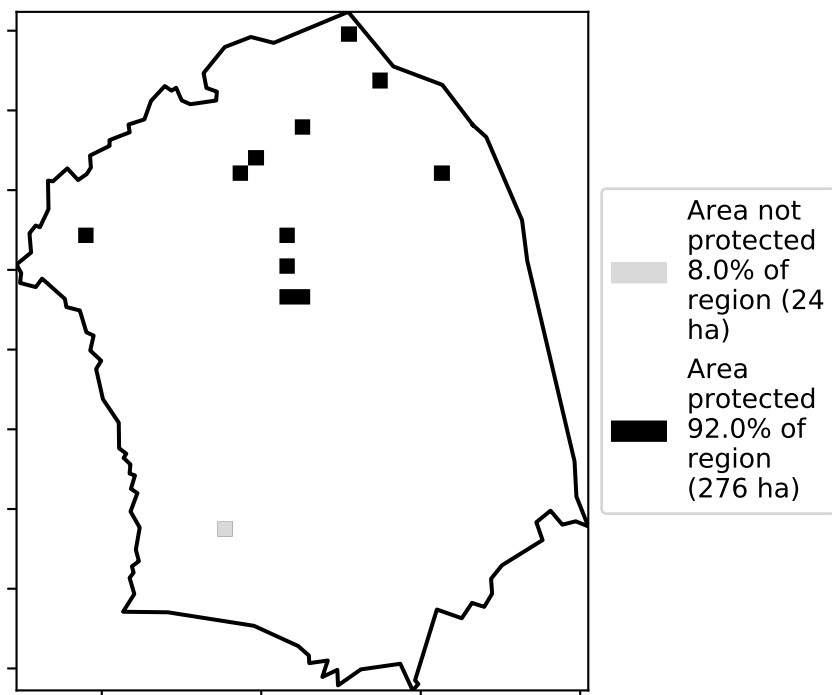 Area not
protected
8.0% of
region (24
ha)
Area
protected
92.0% of
region
(276 ha)